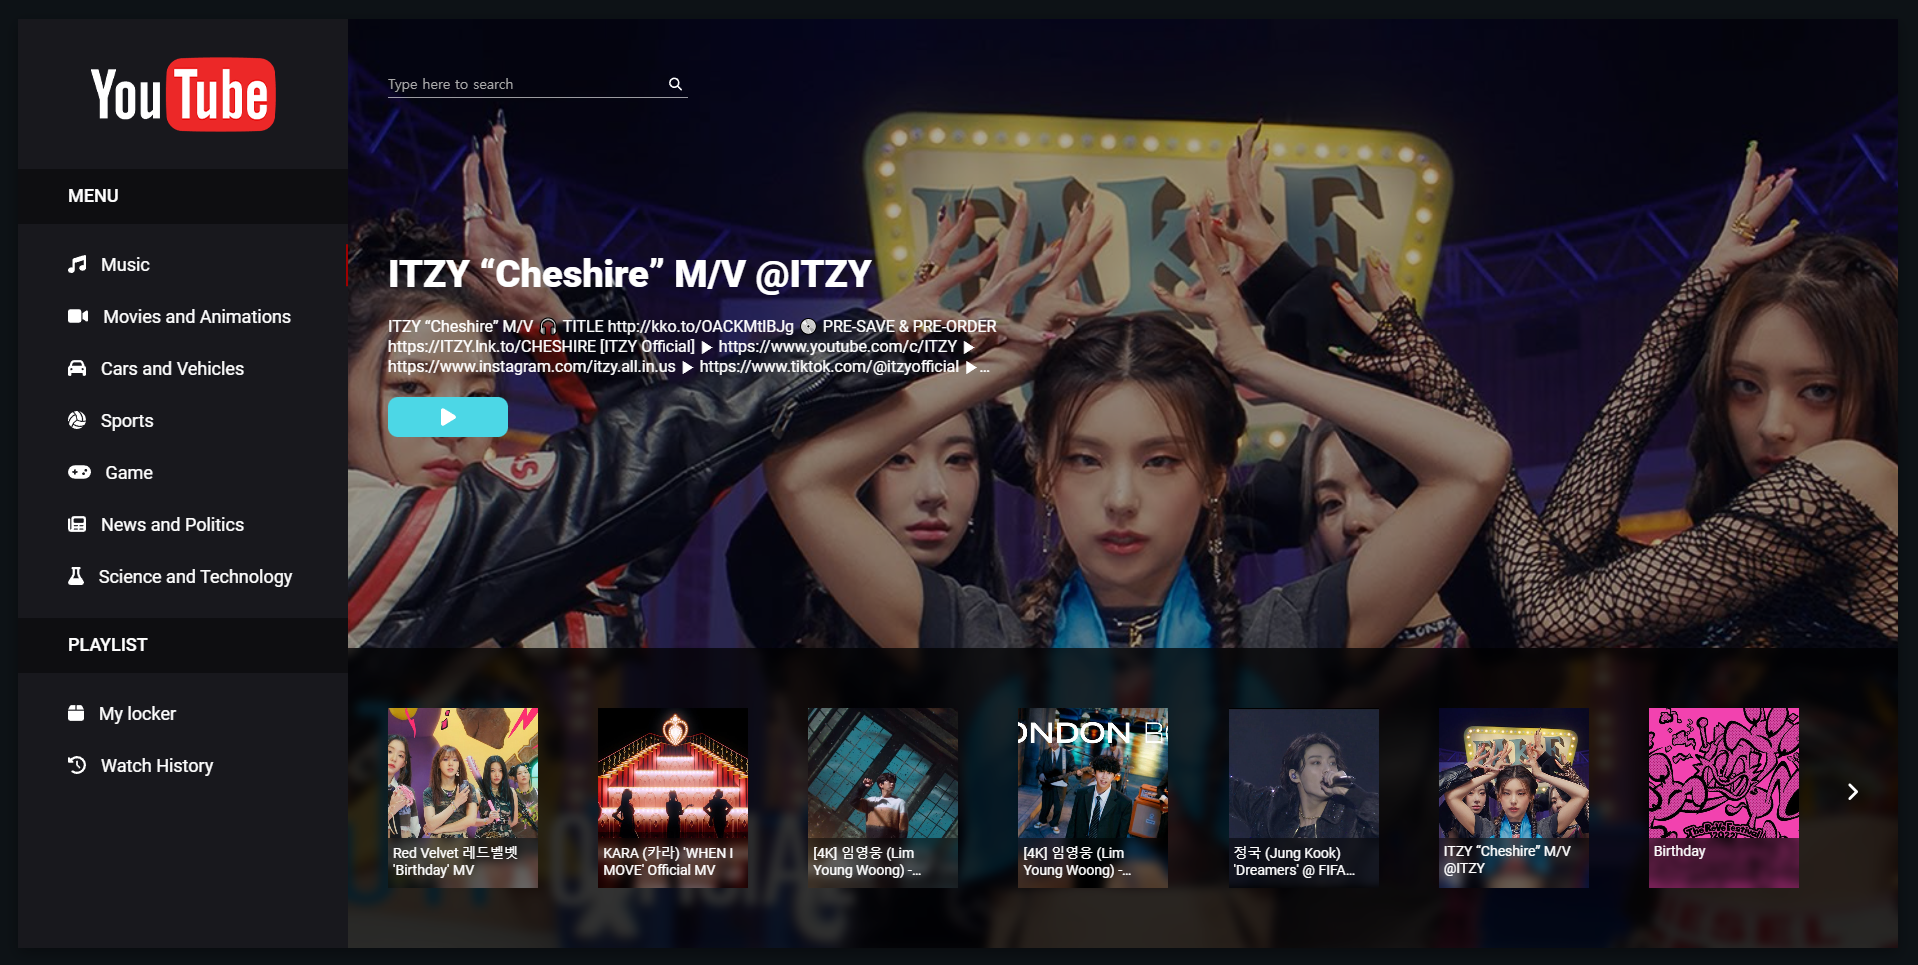 YouTube
MENU
Music
Movies and Animations
Cars and Vehicles
Sports
Game
News and Politics
Science and Technology
PLAYLIST
My locker
Watch History
Type here to search
FAKE
ITZY “Cheshire” M/V @ITZY
ITZY “Cheshire” M/V 🎧 TITLE http://kko.to/OACKMtlBJg 💿 PRE-SAVE & PRE-ORDER
https://ITZY.lnk.to/CHESHIRE [ITZY Official] ▶ https://www.youtube.com/c/ITZY ▶
https://www.instagram.com/itzy.all.in.us ▶ https://www.tiktok.com/@itzyofficial ▶...
Red Velvet 레드벨벳
'Birthday' MV
KARA (카라) 'WHEN I
MOVE' Official MV
[4K] 임영웅 (Lim
Young Woong) -...
ONDON
[4K] 임영웅 (Lim
Young Woong) -...
정국 (Jung Kook)
'Dreamers' @ FIFA...
FAKE
ITZY “Cheshire” M/V
@ITZY
Birthday